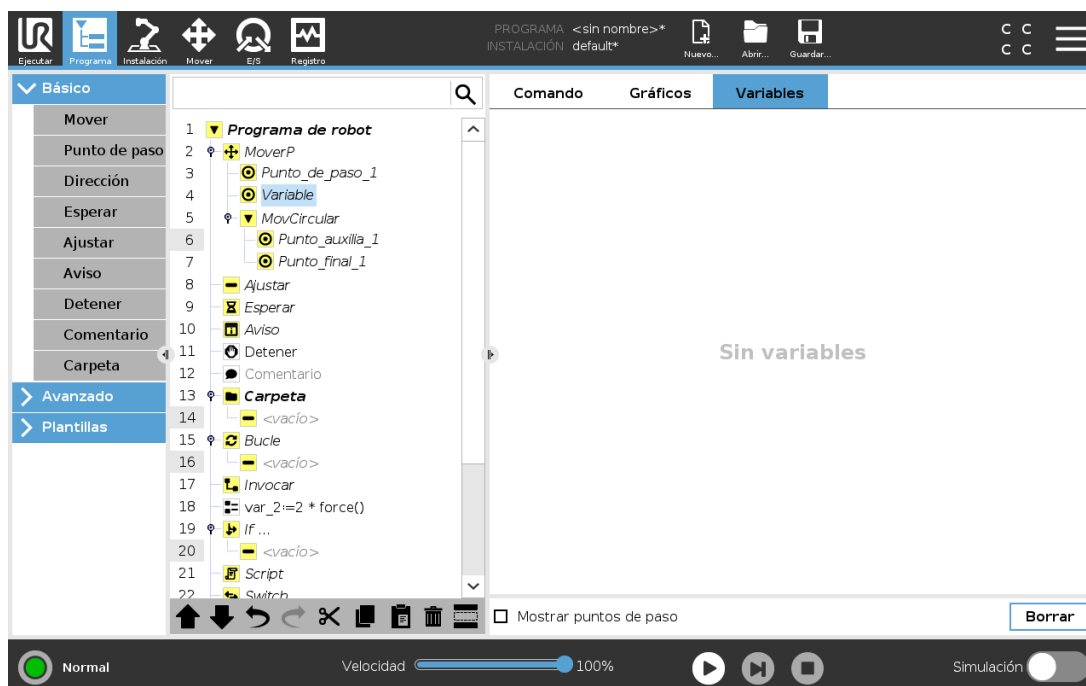 PROGRAMA <sin nombre>*
INSTALACIÓN default*
UR
Ejecutar Programa Instalación Mover E/S Registro
Nuevo... Abrir... Guardar...
C C
C C
Básico
Mover
Punto de paso
Dirección
Esperar
Ajustar
Aviso
Detener
Comentario
Carpeta
Avanzado
Plantillas
1 Programa de robot
2 MoverP
3 Punto_de_paso_1
4 Variable
5 MovCircular
6 Punto_auxilia_1
7 Punto_final_1
8 Ajustar
9 Esperar
10 Aviso
11 Detener
12 Comentario
13 Carpeta
14 <vacío>
15 Bucle
16 <vacío>
17 Invocar
18 var_2:=2 * force()
19 If ...
20 <vacío>
21 Script
22 Switch
Comando Gráficos Variables
Sin variables
Mostrar puntos de paso
Borrar
Normal
Velocidad 100%
Simulación